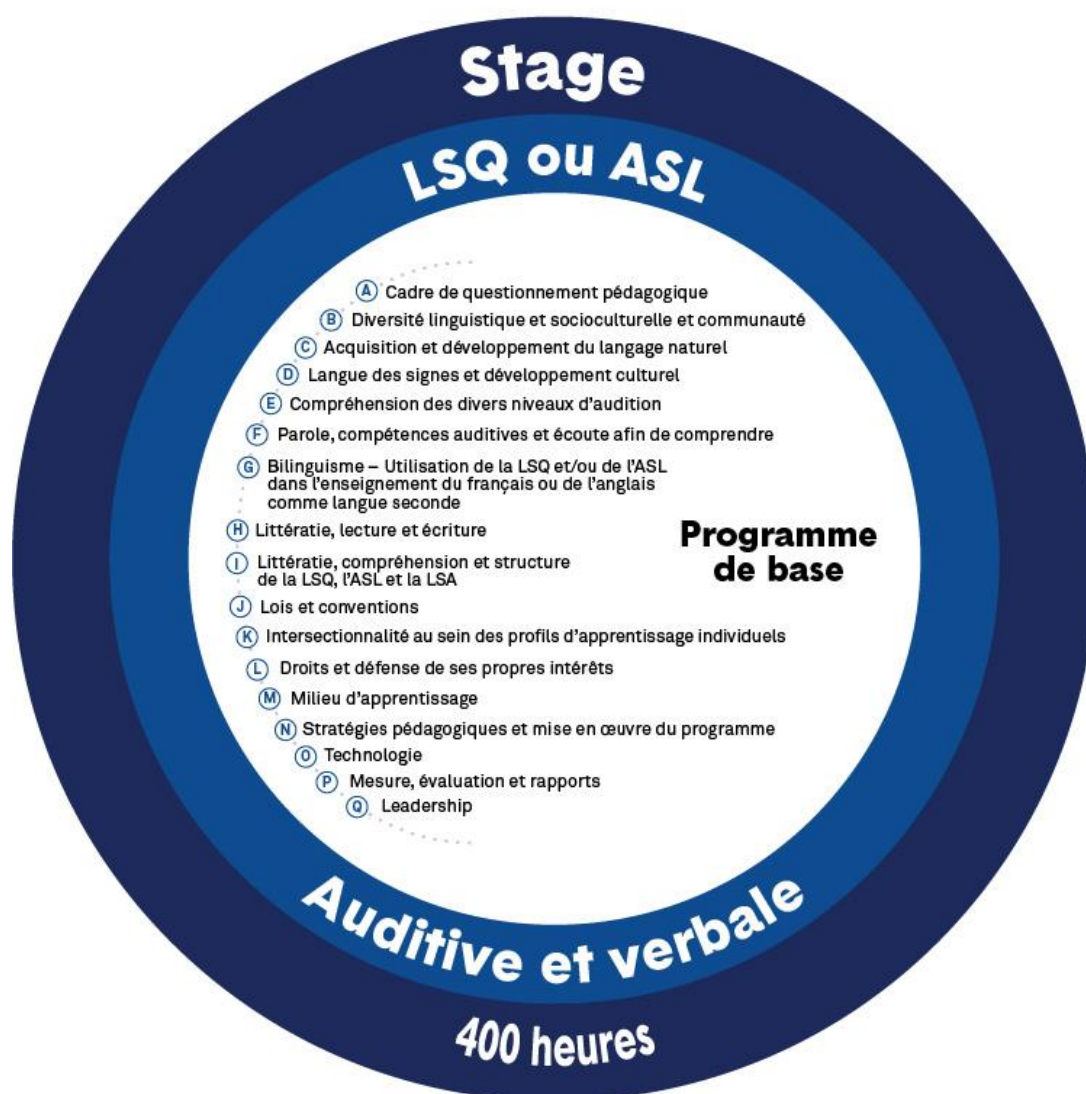 Stage
LSQ ou ASL
A Cadre de questionnement pédagogique
B Diversité linguistique et socioculturelle et communauté
C Acquisition et développement du langage naturel
D Langue des signes et développement culturel
E Compréhension des divers niveaux d'audition
F Parole, compétences auditives et écoute afin de comprendre
G Bilinguisme – Utilisation de la LSQ et/ou de l'ASL
dans l'enseignement du français ou de l'anglais
comme langue seconde
H Littératie, lecture et écriture
I Littératie, compréhension et structure
de la LSQ, l'ASL et la LSA
J Lois et conventions
K Intersectionnalité au sein des profils d'apprentissage individuels
L Droits et défense de ses propres intérêts
M Milieu d'apprentissage
N Stratégies pédagogiques et mise en œuvre du programme
O Technologie
P Mesure, évaluation et rapports
Q Leadership
Programme
de base
Auditive et verbale
400 heures